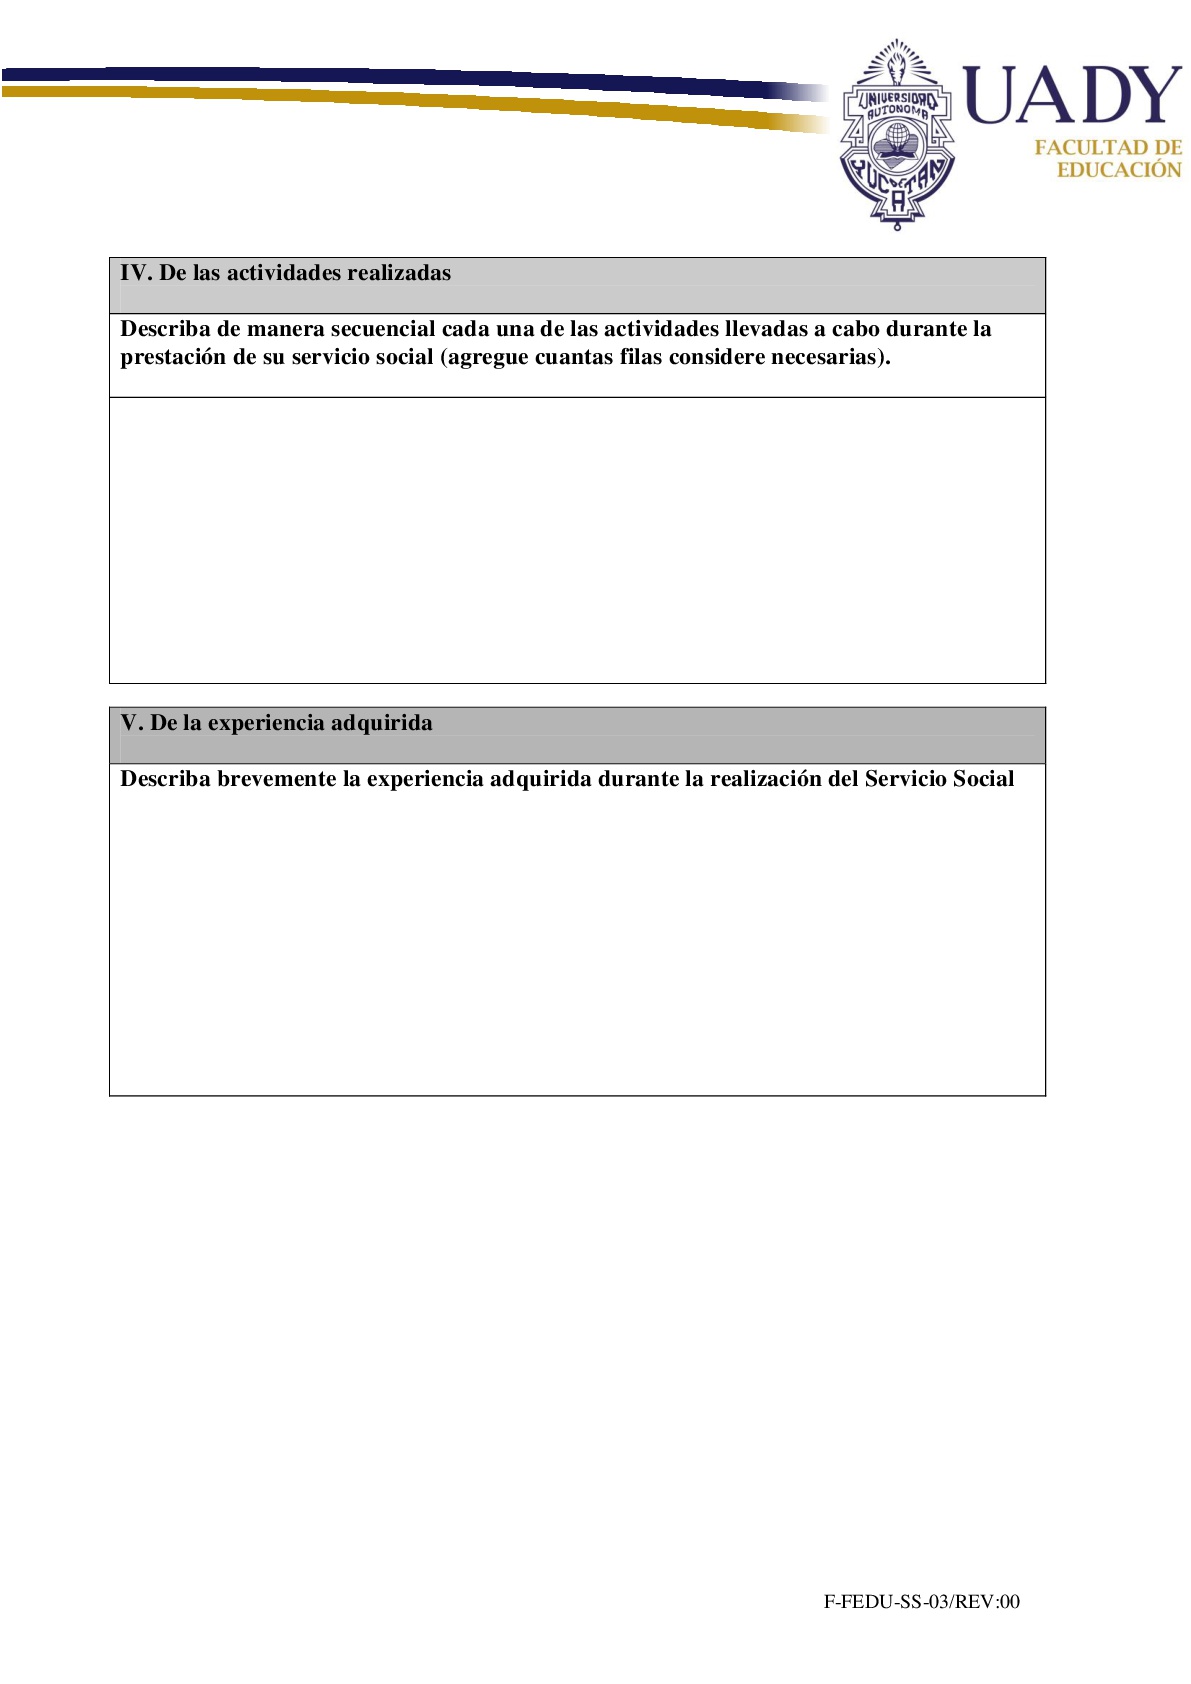 UNIVERSIDAD
AUTONOMA
YUCATAN
UADY
FACULTAD DE
EDUCACIÓN
IV. De las actividades realizadas
Describa de manera secuencial cada una de las actividades llevadas a cabo durante la
prestación de su servicio social (agregue cuantas filas considere necesarias).
V. De la experiencia adquirida
Describa brevemente la experiencia adquirida durante la realización del Servicio Social
F-FEDU-SS-03/REV:00